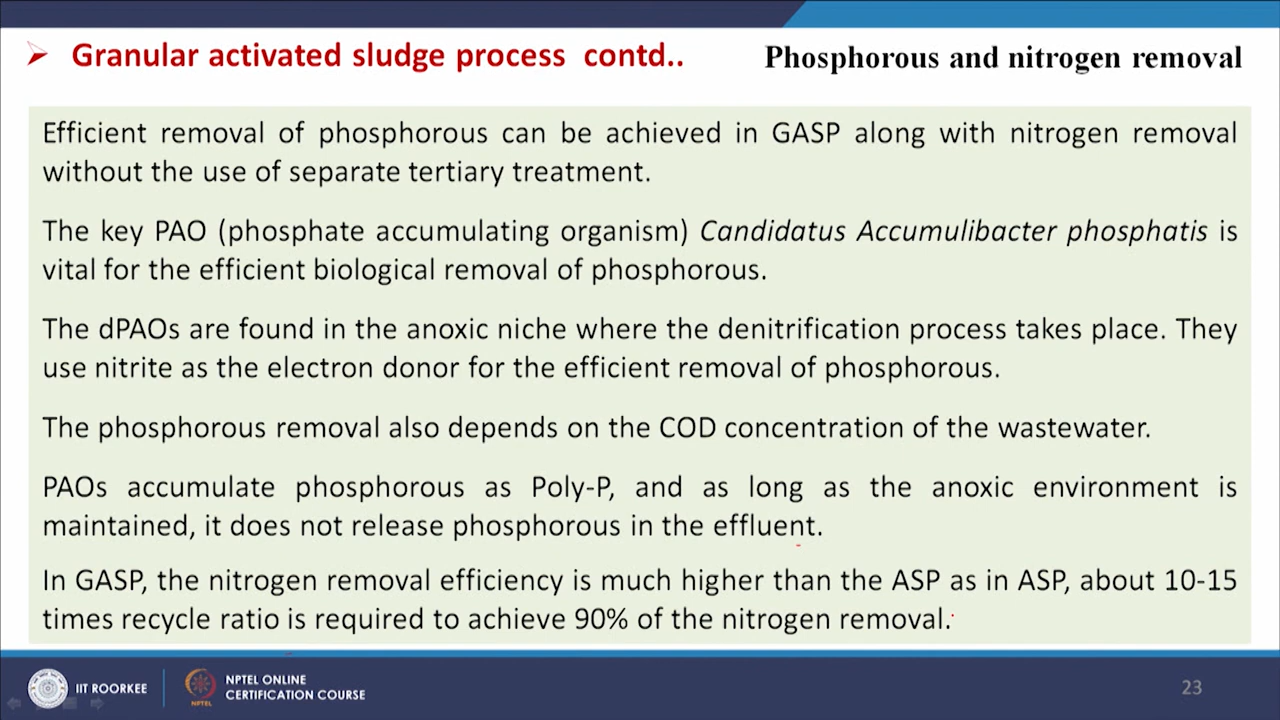 Granular activated sludge process contd.. Phosphorous and nitrogen removal
Efficient removal of phosphorous can be achieved in GASP along with nitrogen removal
without the use of separate tertiary treatment.
The key PAO (phosphate accumulating organism) Candidatus Accumulibacter phosphatis is
vital for the efficient biological removal of phosphorous.
The dPAOs are found in the anoxic niche where the denitrification process takes place. They
use nitrite as the electron donor for the efficient removal of phosphorous.
The phosphorous removal also depends on the COD concentration of the wastewater.
PAOs accumulate phosphorous as Poly-P, and as long as the anoxic environment is
maintained, it does not release phosphorous in the effluent.
In GASP, the nitrogen removal efficiency is much higher than the ASP as in ASP, about 10-15
times recycle ratio is required to achieve 90% of the nitrogen removal.
IIT ROORKEE
NPTEL
NPTEL ONLINE
CERTIFICATION COURSE
23